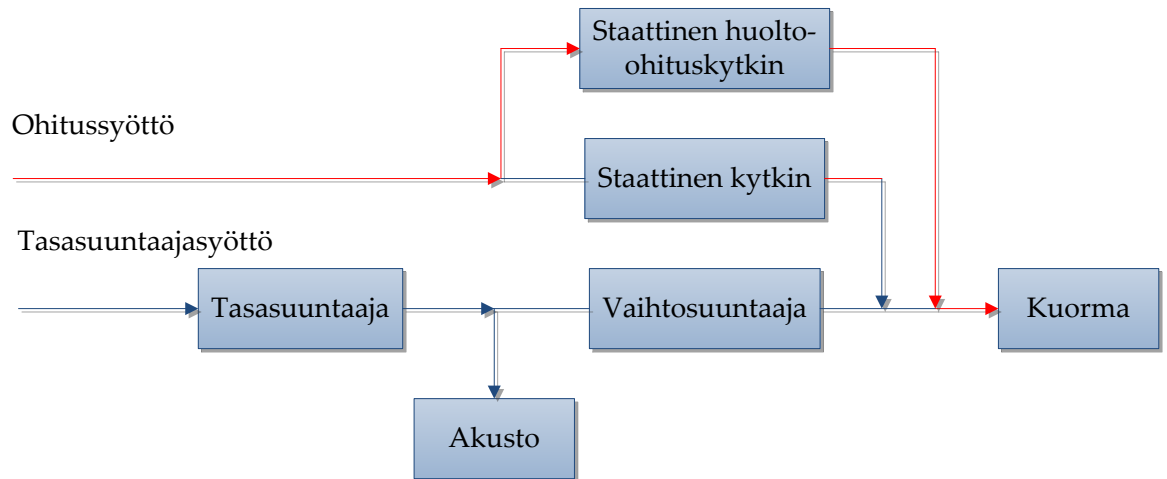 Staattinen huolto-
ohituskytkin
Ohitussyöttö
Staattinen kytkin
Tasasuuntaajasyöttö
Tasasuuntaaja
Vaihtosuuntaaja
Kuorma
Akusto